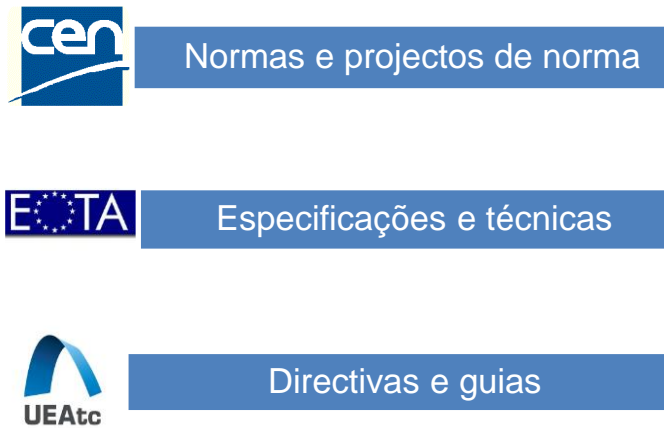 cen
Normas e projectos de norma
EOTA
Especificações e técnicas
UEAtc
Directivas e guias